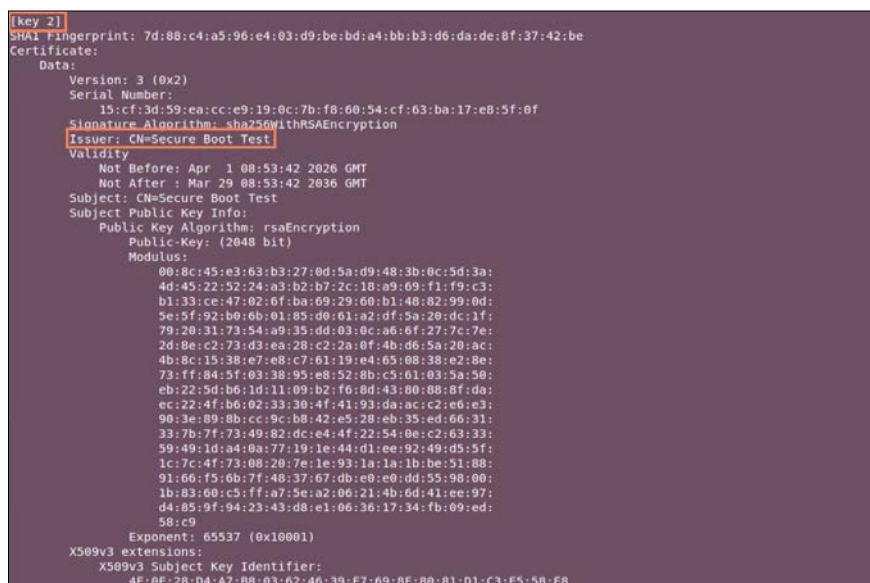 [key 2]
SHA1 Fingerprint: 7d:88:c4:a5:96:e4:03:d9:be:bd:a4:bb:b3:d6:da:de:8f:37:42:be
Certificate:
Data:
Version: 3 (0x2)
Serial Number:
15:cf:3d:59:ea:cc:e9:19:0c:7b:f8:60:54:cf:63:ba:17:e8:5f:0f
Signature Algorithm: sha256WithRSAEncryption
Issuer: CN=Secure Boot Test
Validity
Not Before: Apr  1 08:53:42 2026 GMT
Not After : Mar 29 08:53:42 2036 GMT
Subject: CN=Secure Boot Test
Subject Public Key Info:
Public Key Algorithm: rsaEncryption
Public-Key: (2048 bit)
Modulus:
00:8c:45:e3:63:b3:27:0d:5a:d9:48:3b:0c:5d:3a:
4d:45:22:52:24:a3:b2:b7:2c:18:a9:69:f1:f9:c3:
b1:33:ce:47:02:6f:ba:69:29:60:b1:48:82:99:0d:
5e:5f:92:b0:6b:01:85:d0:61:a2:df:5a:20:dc:1f:
79:20:31:73:54:a9:35:dd:03:0c:a6:6f:27:7c:7e:
2d:8e:c2:73:d3:ea:28:c2:2a:0f:4b:d6:5a:20:ac:
4b:8c:15:38:e7:e8:c7:61:19:e4:65:08:38:e2:8e:
73:ff:84:5f:03:38:95:e8:52:8b:c5:61:03:5a:50:
eb:22:5d:b6:1d:11:09:b2:f6:8d:43:80:88:8f:da:
ec:22:4f:b6:02:33:30:4f:41:93:da:ac:c2:e6:e3:
90:3e:89:8b:cc:9c:b8:42:e5:28:eb:35:ed:66:31:
33:7b:7f:73:49:82:dc:e4:4f:22:54:0e:c2:63:33:
59:49:1d:a4:0a:77:19:1e:44:d1:ee:92:49:d5:5f:
1c:7c:4f:73:08:20:7e:1e:93:1a:1a:1b:be:51:88:
91:66:f5:6b:7f:48:37:67:db:e0:e0:dd:55:98:00:
1b:83:60:c5:ff:a7:5e:a2:06:21:4b:6d:41:ee:97:
d4:85:9f:94:23:43:d8:e1:06:36:17:34:fb:09:ed:
58:c9
Exponent: 65537 (0x10001)
X509v3 extensions:
X509v3 Subject Key Identifier: